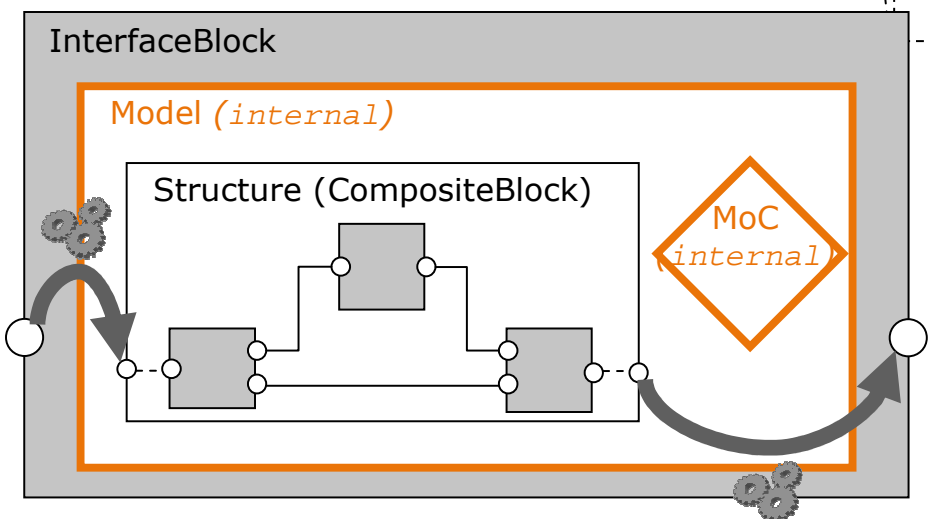 InterfaceBlock
Model (internal)
Structure (CompositeBlock)
MoC
(internal)